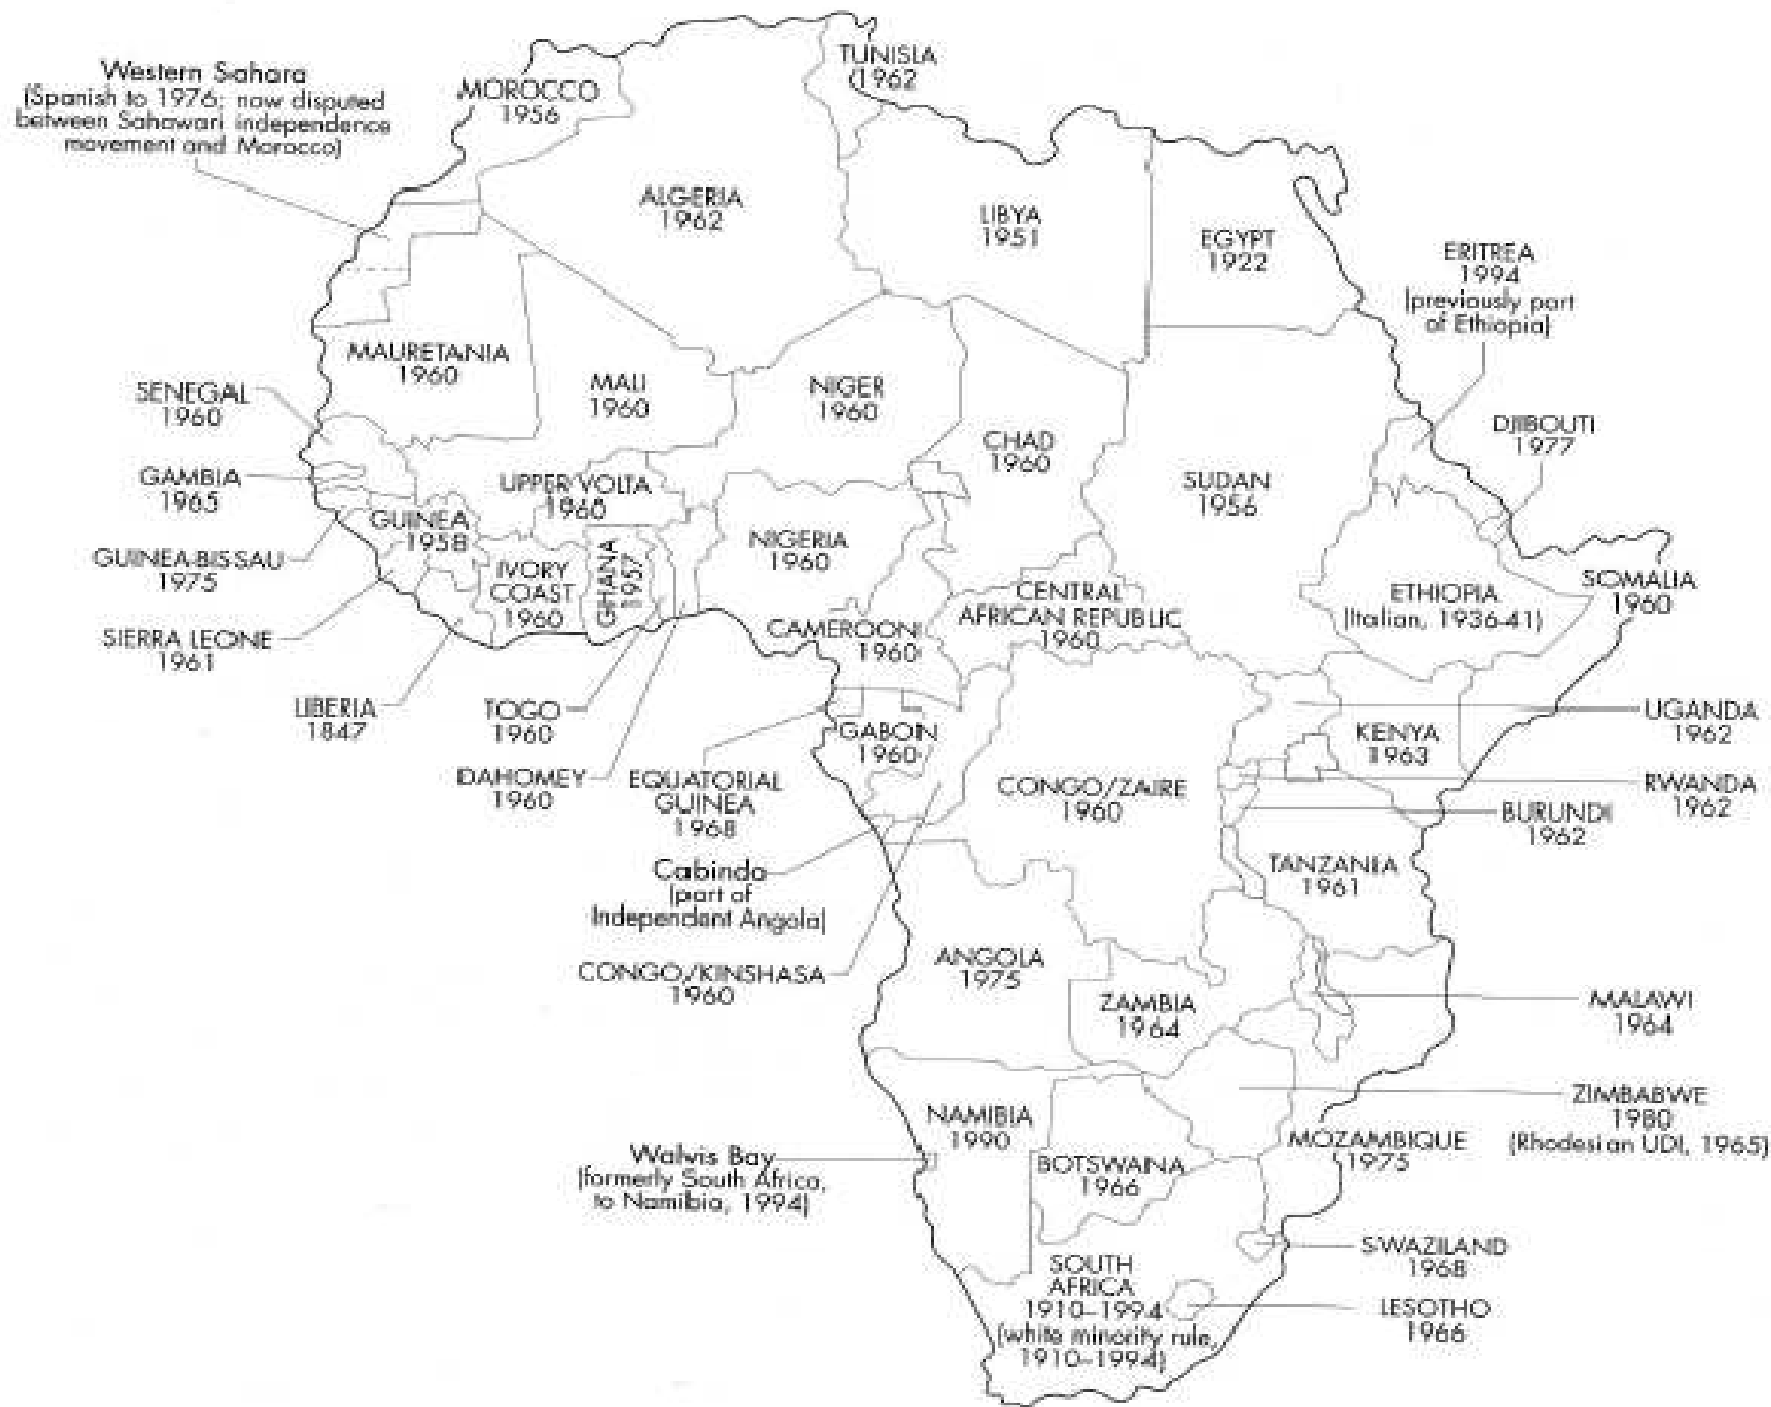 TUNISIA
1962
Western Sahara
(Spanish to 1976; now disputed
between Sahawari independence
movement and Morocco)
MOROCCO
1956
ALGERIA
1962
LIBYA
1951
EGYPT
1922
ERITREA
1994
(previously part
of Ethiopia)
MAURETANIA
1960
SENEGAL
1960
MALI
1960
NIGER
1960
CHAD
1960
SUDAN
1956
DJIBOUTI
1977
GAMBIA
1965
UPPER VOLTA
1960
GUINEA
1958
NIGERIA
1960
GUINEA-BISSAU
1975
IVORY
COAST
1960
GHANA
1957
CENTRAL
AFRICAN REPUBLIC
1960
ETHIOPIA
(Italian, 1936-41)
SOMALIA
1960
SIERRA LEONE
1961
CAMEROON
1960
LIBERIA
1847
TOGO
1960
GABON
1960
KENYA
1963
UGANDA
1962
DAHOMEY
1960
EQUATORIAL
GUINEA
1968
CONGO/ZAIRE
1960
RWANDA
1962
BURUNDI
1962
Cabinda
(part of
Independent Angola)
TANZANIA
1961
CONGO/KINSHASA
1960
ANGOLA
1975
ZAMBIA
1964
MALAWI
1964
ZIMBABWE
1980
(Rhodesian UDI, 1965)
NAMIBIA
1990
Walvis Bay
(formerly South Africa,
to Namibia, 1994)
BOTSWANA
1966
MOZAMBIQUE
1975
SWAZILAND
1968
SOUTH
AFRICA
1910-1994
(white minority rule,
1910-1994)
LESOTHO
1966